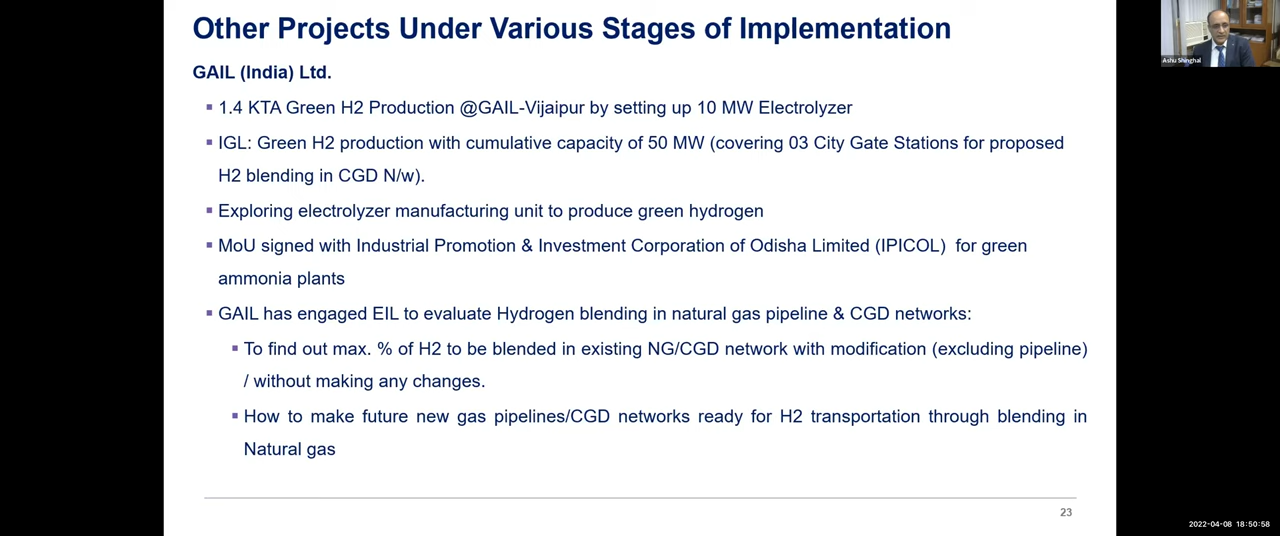 Other Projects Under Various Stages of Implementation
GAIL (India) Ltd.
▪ 1.4 KTA Green H2 Production @GAIL-Vijaipur by setting up 10 MW Electrolyzer
▪ IGL: Green H2 production with cumulative capacity of 50 MW (covering 03 City Gate Stations for proposed
H2 blending in CGD N/w).
▪ Exploring electrolyzer manufacturing unit to produce green hydrogen
▪ MoU signed with Industrial Promotion & Investment Corporation of Odisha Limited (IPICOL) for green
ammonia plants
▪ GAIL has engaged EIL to evaluate Hydrogen blending in natural gas pipeline & CGD networks:
▪ To find out max. % of H2 to be blended in existing NG/CGD network with modification (excluding pipeline)
/ without making any changes.
▪ How to make future new gas pipelines/CGD networks ready for H2 transportation through blending in
Natural gas
23
Ashu Shinghal
2022-04-08 18:50:58